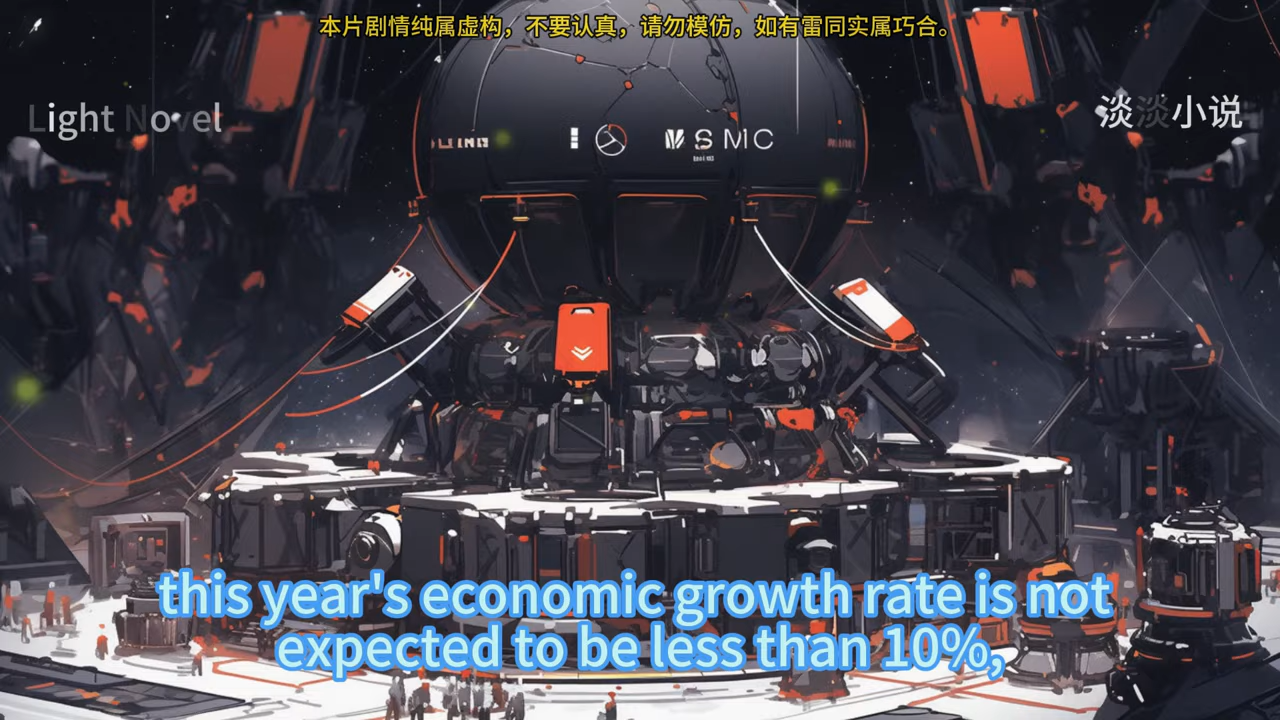 本片剧情纯属虚构，不要认真，请勿模仿，如有雷同实属巧合。
Light Novel
淡淡小说
SMC
this year's economic growth rate is not
expected to be less than 10%,